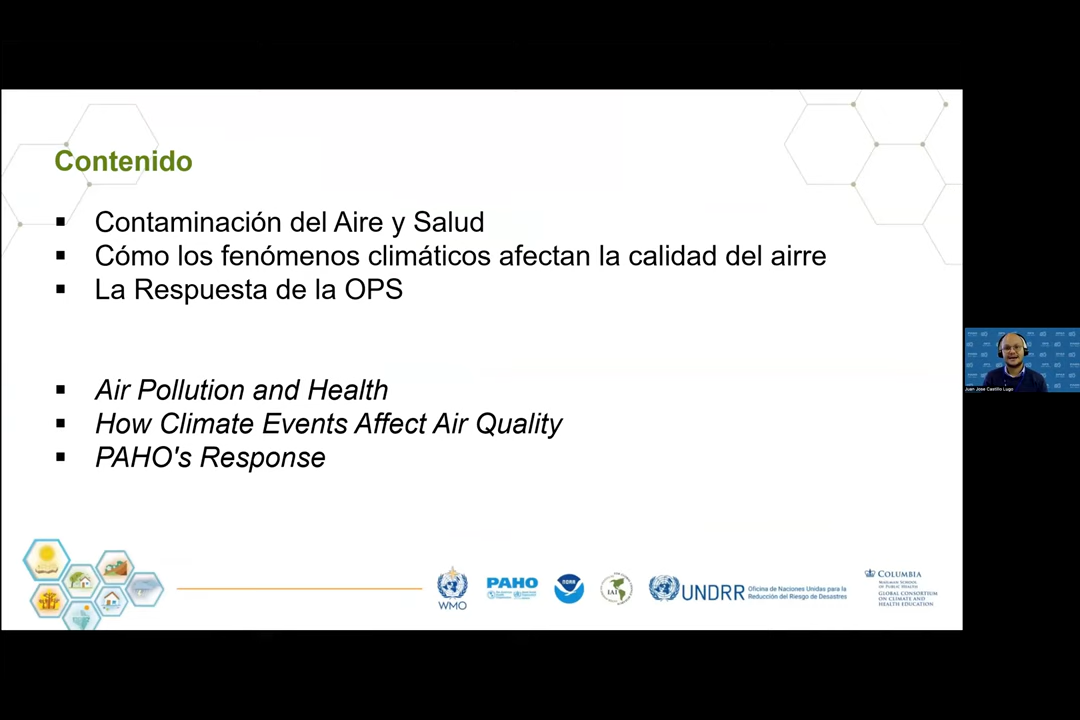 Contenido
Contaminación del Aire y Salud
Cómo los fenómenos climáticos afectan la calidad del airre
La Respuesta de la OPS
Air Pollution and Health
How Climate Events Affect Air Quality
PAHO's Response
WMO
PAHO
NOAA
IAI
UNDRR
Oficina de Naciones Unidas para la
Reducción del Riesgo de Desastres
COLUMBIA
MAILMAN SCHOOL
OF PUBLIC HEALTH
GLOBAL CONSORTIUM
ON CLIMATE AND
HEALTH EDUCATION
Juan Jose Castillo Lugo